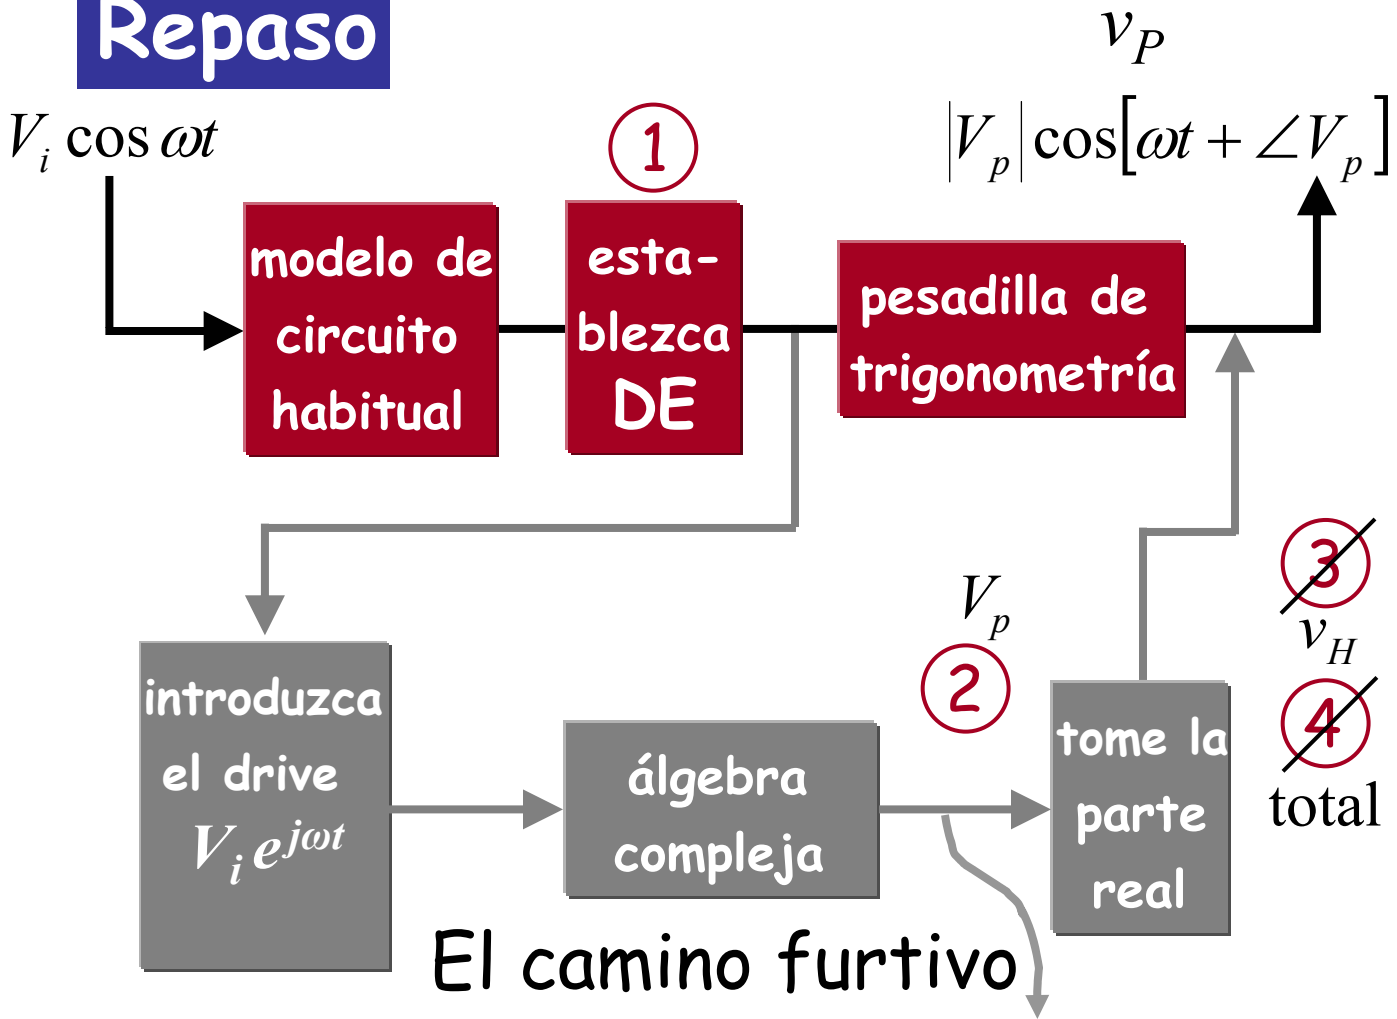 Repaso
v_P
V_i cos ωt
|V_p| cos[ωt + ∠V_p]
1
modelo de
circuito
habitual
esta-
blezca
DE
pesadilla de
trigonometría
3
v_H
4
total
V_p
2
introduzca
el drive
V_i e^{jωt}
álgebra
compleja
tome la
parte
real
El camino furtivo